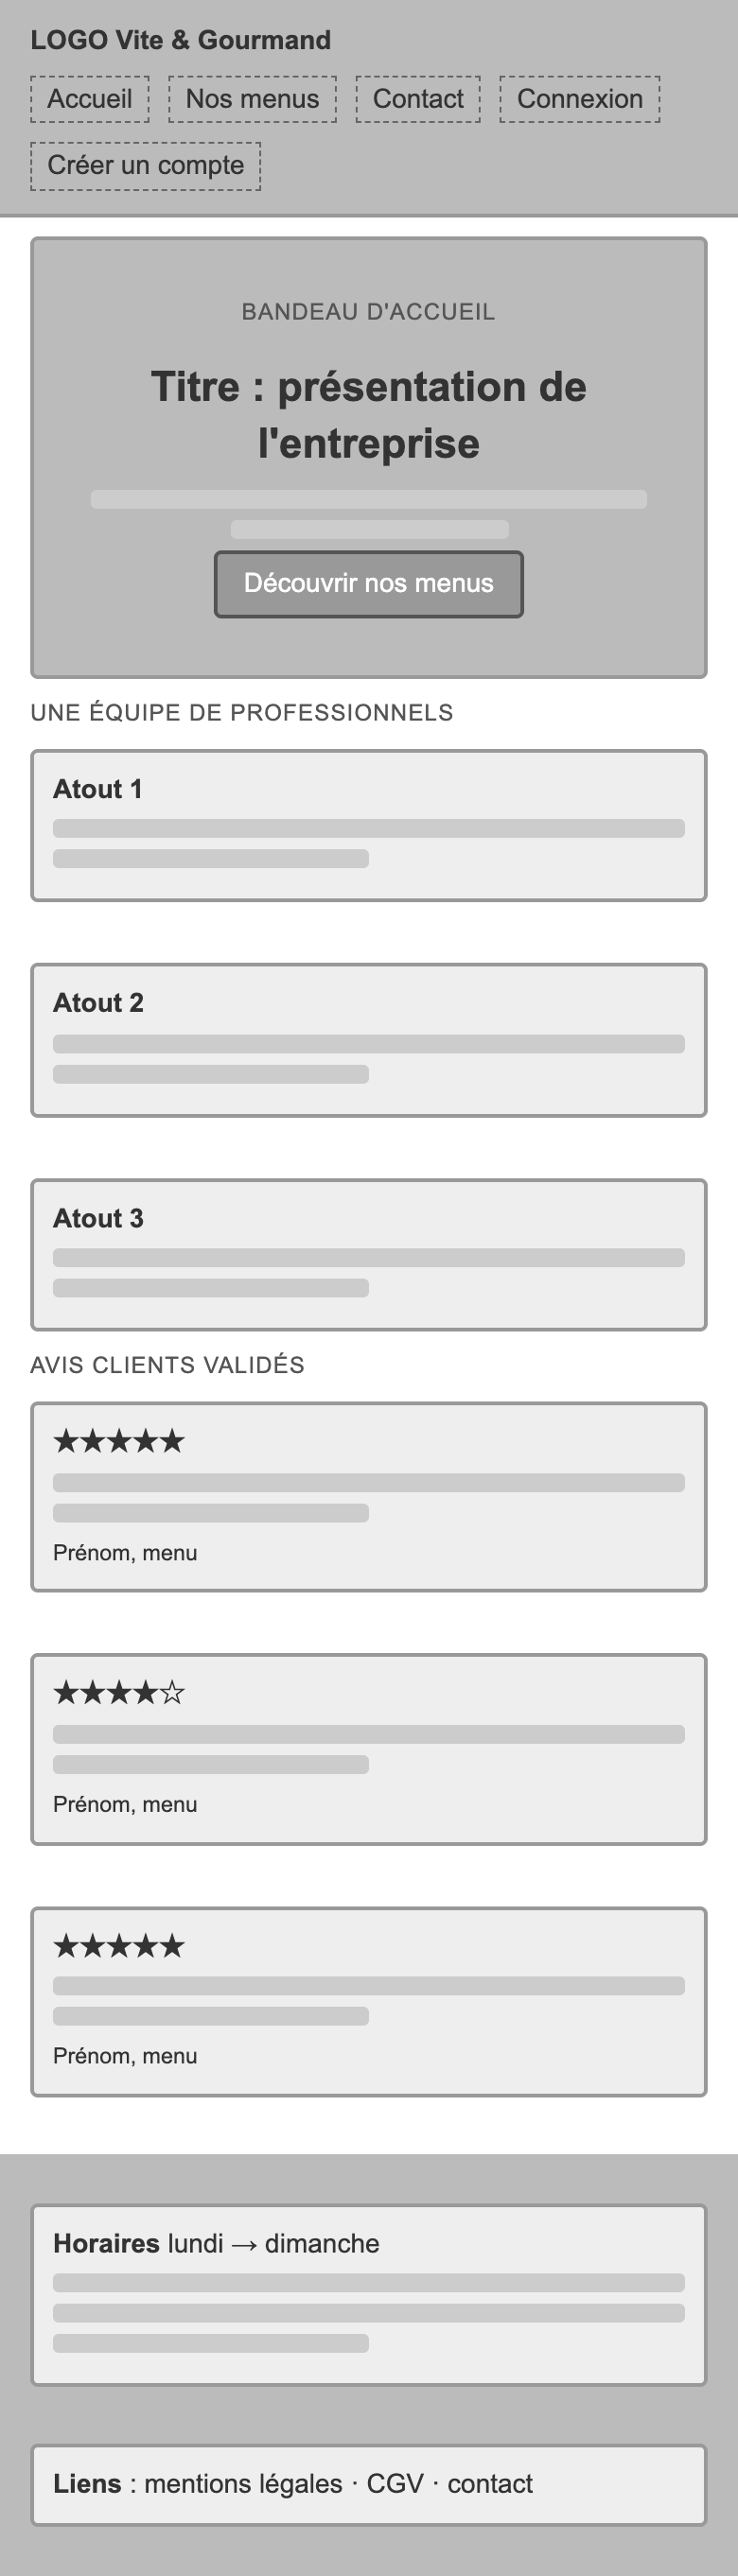 LOGO Vite & Gourmand
Accueil Nos menus Contact Connexion
Créer un compte
BANDEAU D'ACCUEIL
Titre : présentation de
l'entreprise
Découvrir nos menus
UNE ÉQUIPE DE PROFESSIONNELS
Atout 1
Atout 2
Atout 3
AVIS CLIENTS VALIDÉS
★★★★★
Prénom, menu
★★★★☆
Prénom, menu
★★★★★
Prénom, menu
Horaires lundi → dimanche
Liens : mentions légales · CGV · contact